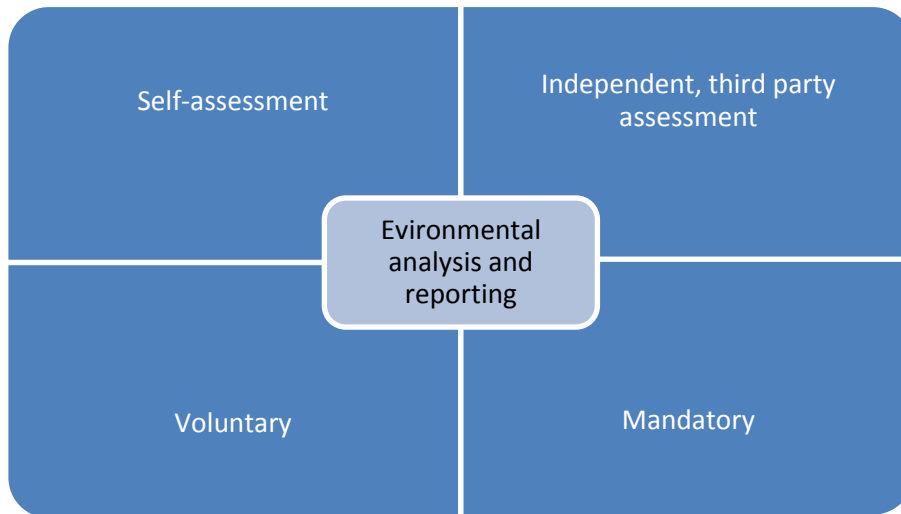 Self-assessment
Independent, third party
assessment
Evironmental
analysis and
reporting
Voluntary
Mandatory